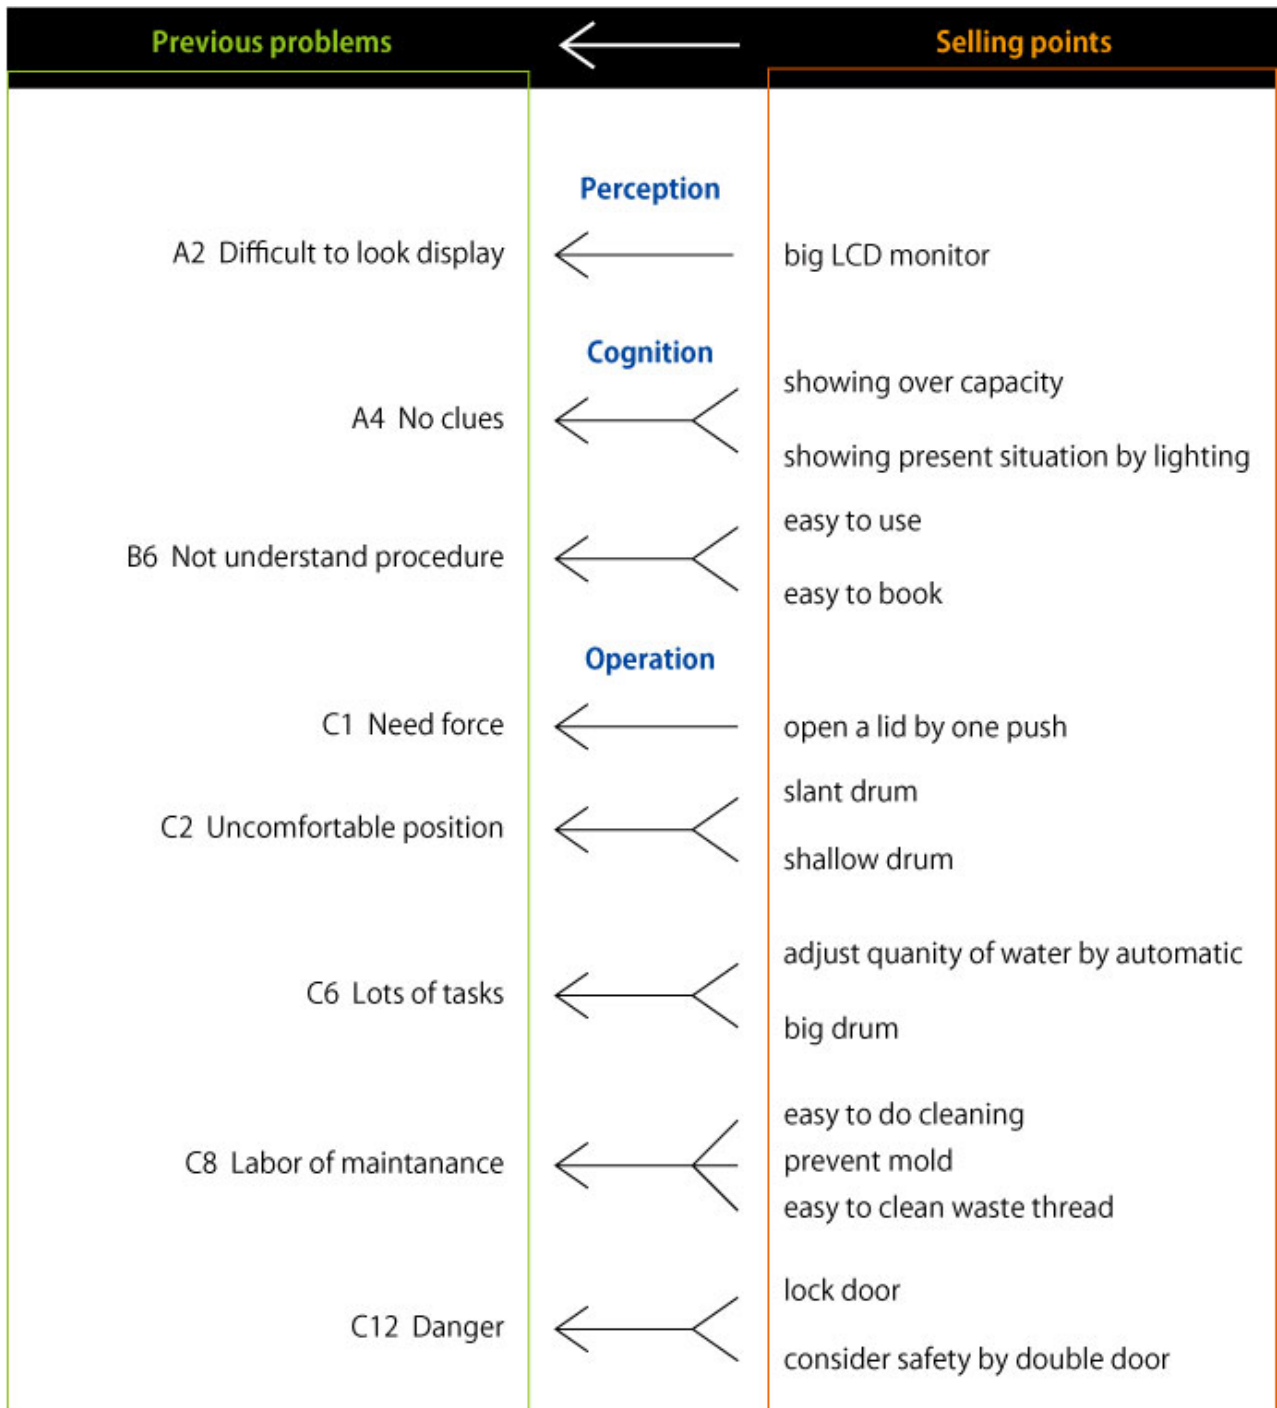 Previous problems
Selling points
Perception
A2 Difficult to look display
big LCD monitor
Cognition
A4 No clues
showing over capacity
showing present situation by lighting
B6 Not understand procedure
easy to use
easy to book
Operation
C1 Need force
open a lid by one push
C2 Uncomfortable position
slant drum
shallow drum
C6 Lots of tasks
adjust quanity of water by automatic
big drum
C8 Labor of maintanance
easy to do cleaning
prevent mold
easy to clean waste thread
C12 Danger
lock door
consider safety by double door